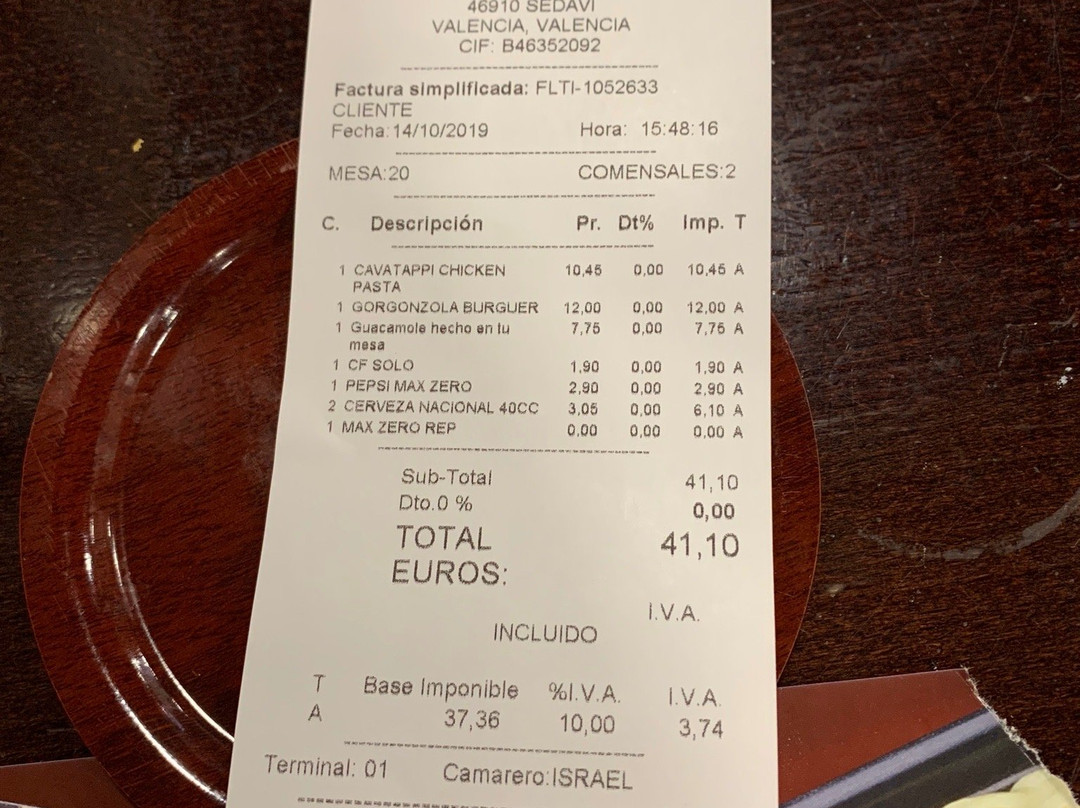 46910 SEDAVI
VALENCIA, VALENCIA
CIF: B46352092
Factura simplificada: FLTI-1052633
CLIENTE
Fecha:14/10/2019 Hora: 15:48:16
MESA:20 COMENSALES:2
C. Descripción Pr. Dt% Imp. T
1 CAVATAPPI CHICKEN 10,45 0,00 10,45 A
PASTA
1 GORGONZOLA BURGUER 12,00 0,00 12,00 A
1 Guacamole hecho en tu 7,75 0,00 7,75 A
mesa
1 CF SOLO 1,90 0,00 1,90 A
1 PEPSI MAX ZERO 2,90 0,00 2,90 A
2 CERVEZA NACIONAL 40CC 3,05 0,00 6,10 A
1 MAX ZERO REP 0,00 0,00 0,00 A
Sub-Total 41,10
Dto.0 % 0,00
TOTAL 41,10
EUROS:
I.V.A.
INCLUIDO
T Base Imponible %I.V.A. I.V.A.
A 37,36 10,00 3,74
Terminal: 01 Camarero:ISRAEL